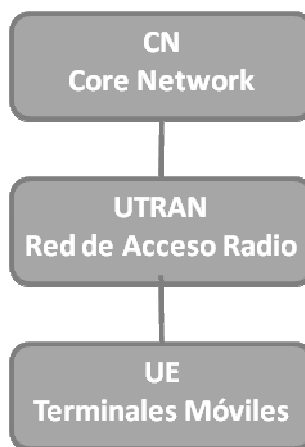 CN
Core Network
UTRAN
Red de Acceso Radio
UE
Terminales Móviles